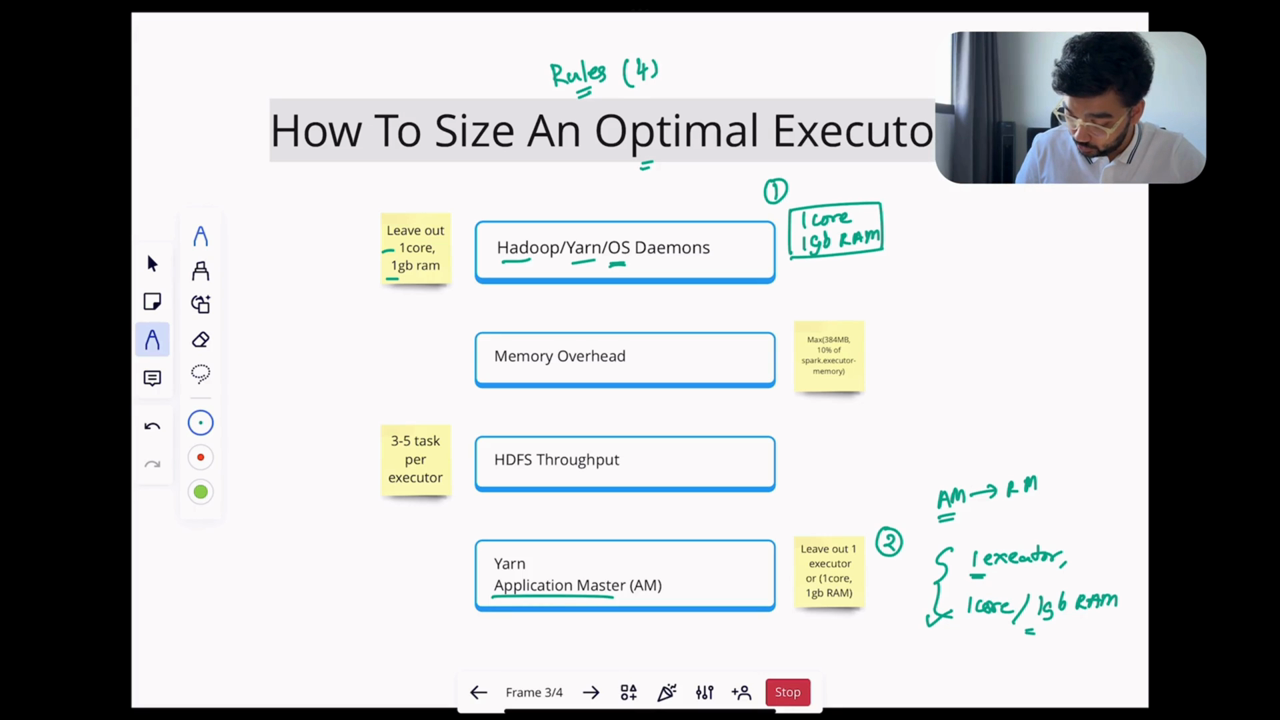 Rules (4)
How To Size An Optimal Executo
①
Leave out
1core,
1gb ram
Hadoop/Yarn/OS Daemons
1core
1gb RAM
Memory Overhead
Max(384MB,
10% of
spark.executor-
memory)
3-5 task
per
executor
HDFS Throughput
AM → RM
Yarn
Application Master (AM)
Leave out 1
executor
or (1core,
1gb RAM)
②
1 executor,
1core/1gb RAM
Frame 3/4
Stop